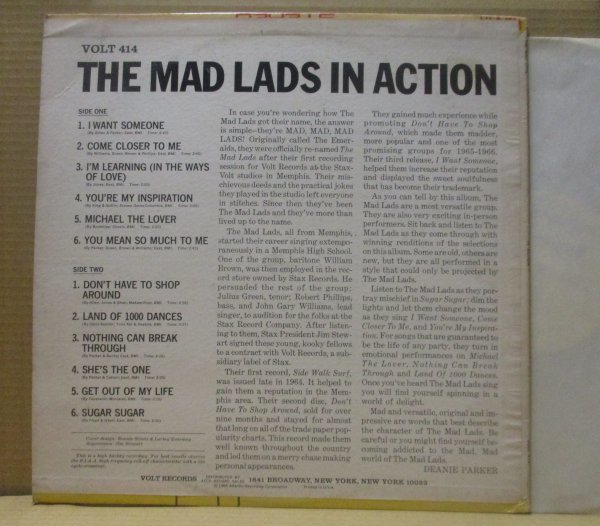 VOLT 414
THE MAD LADS IN ACTION
SIDE ONE
1. I WANT SOMEONE
2. COME CLOSER TO ME
3. I'M LEARNING (IN THE WAYS
OF LOVE)
4. YOU'RE MY INSPIRATION
5. MICHAEL THE LOVER
6. YOU MEAN SO MUCH TO ME
SIDE TWO
1. DON'T HAVE TO SHOP
AROUND
2. LAND OF 1000 DANCES
3. NOTHING CAN BREAK
THROUGH
4. SHE'S THE ONE
5. GET OUT OF MY LIFE
6. SUGAR SUGAR
In case you're wondering how The
Mad Lads got their name, the answer
is simple—they're MAD, MAD, MAD
LADS! Originally called The Emer-
alds, they were officially re-named The
Mad Lads after their first recording
session for Volt Records at the Stax-
Volt studios in Memphis. Their mis-
chievous deeds and the practical jokes
they played in the studio left everyone
in stitches. Since then they've been
The Mad Lads and they've more than
lived up to the name.
The Mad Lads, all from Memphis,
started their career singing extempo-
raneously in a Memphis High School.
One of the group, baritone William
Brown, was then employed in the rec-
ord store owned by Stax Records. He
persuaded the rest of the group:
Julius Green, tenor; Robert Phillips,
bass, and John Gary Williams, lead
singer, to audition for the folks at the
Stax Record Company. After listen-
ing to them, Stax President Jim Stew-
art signed these young, kooky fellows
to a contract with Volt Records, a sub-
sidiary label of Stax.
Their first record, Side Walk Surf,
was issued late in 1964. It helped to
gain them a reputation in the Mem-
phis area. Their second disc, Don't
Have To Shop Around, sold for over
nine months and stayed for almost
that long on all of the trade paper pop-
ularity charts. This record made them
well known throughout the country
and led them on a merry chase making
personal appearances.
They gained much experience while
promoting Don't Have To Shop
Around, which made them madder,
more popular and one of the most
promising groups for 1965-1966.
Their third release, I Want Someone,
helped them increase their reputation
and displayed the sweet soulfulness
that has become their trademark.
As you can tell by this album, The
Mad Lads are a most versatile group.
They are also very exciting in-person
performers. Sit back and listen to The
Mad Lads as they come through with
winning renditions of the selections
on this album. Some are old, others are
new, but they are all performed in a
style that could only be projected by
The Mad Lads.
Listen to The Mad Lads as they por-
tray mischief in Sugar Sugar; dim the
lights and let them change the mood
as they sing I Want Someone, Come
Closer To Me, and You're My Inspira-
tion. For songs that are guaranteed to
be the life of any party, they turn in
emotional performances on Michael
The Lover, Nothing Can Break
Through and Land Of 1000 Dances.
Once you've heard The Mad Lads sing
you will find yourself spinning in a
world of delight.
Mad and versatile, original and im-
pressive are words that best describe
the character of The Mad Lads. Be
careful or you might find yourself be-
coming addicted to the Mad, Mad
world of The Mad Lads.
DEANIE PARKER
VOLT RECORDS
1841 BROADWAY, NEW YORK, NEW YORK 10023